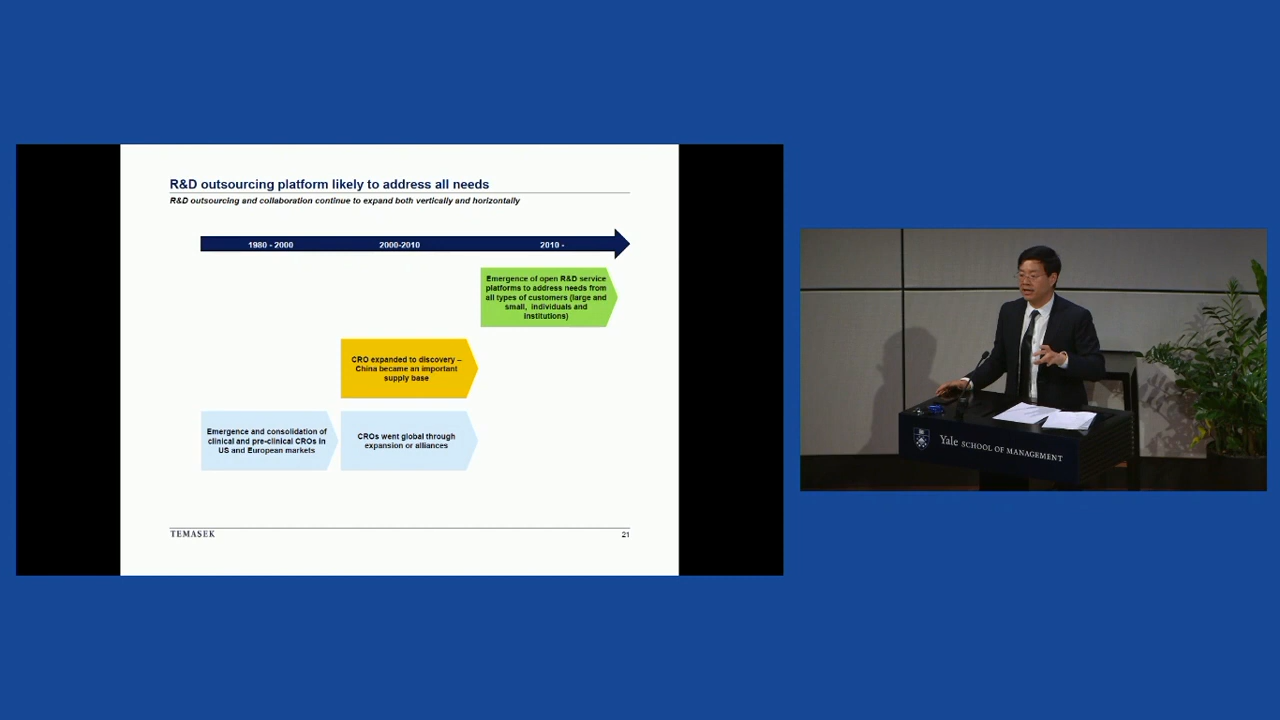 R&D outsourcing platform likely to address all needs
R&D outsourcing and collaboration continue to expand both vertically and horizontally
1980 - 2000
2000-2010
2010 -
Emergence of open R&D service
platforms to address needs from
all types of customers (large and
small, individuals and
institutions)
CRO expanded to discovery –
China became an important
supply base
Emergence and consolidation of
clinical and pre-clinical CROs in
US and European markets
CROs went global through
expansion or alliances
TEMASEK
21
Yale SCHOOL OF MANAGEMENT